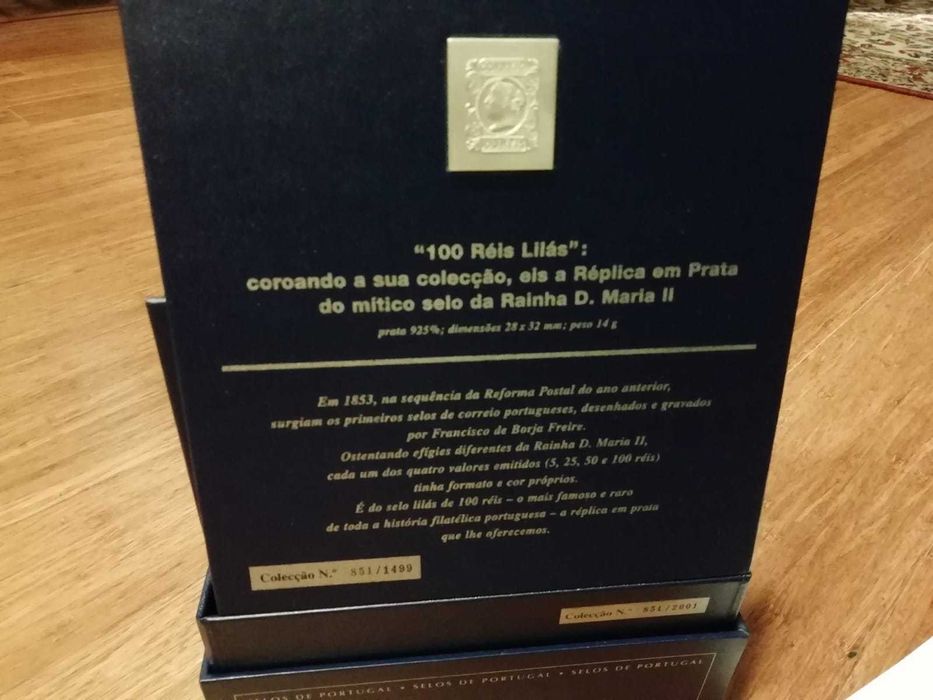 CORREIO
"100 Réis Lilás":
coroando a sua colecção, eis a Réplica em Prata
do mítico selo da Rainha D. Maria II
prata 925%; dimensões 28 x 32 mm; peso 14 g
Em 1853, na sequência da Reforma Postal do ano anterior,
surgiam os primeiros selos de correio portugueses, desenhados e gravados
por Francisco de Borja Freire.
Ostentando efígies diferentes da Rainha D. Maria II,
cada um dos quatro valores emitidos (5, 25, 50 e 100 réis)
tinha formato e cor próprios.
É do selo lilás de 100 réis – o mais famoso e raro
de toda a história filatélica portuguesa – a réplica em prata
que lhe oferecemos.
Colecção N.º 851/1499
Colecção N.º 851/2001
SELOS DE PORTUGAL • SELOS DE PORTUGAL • SELOS DE PORTUGAL